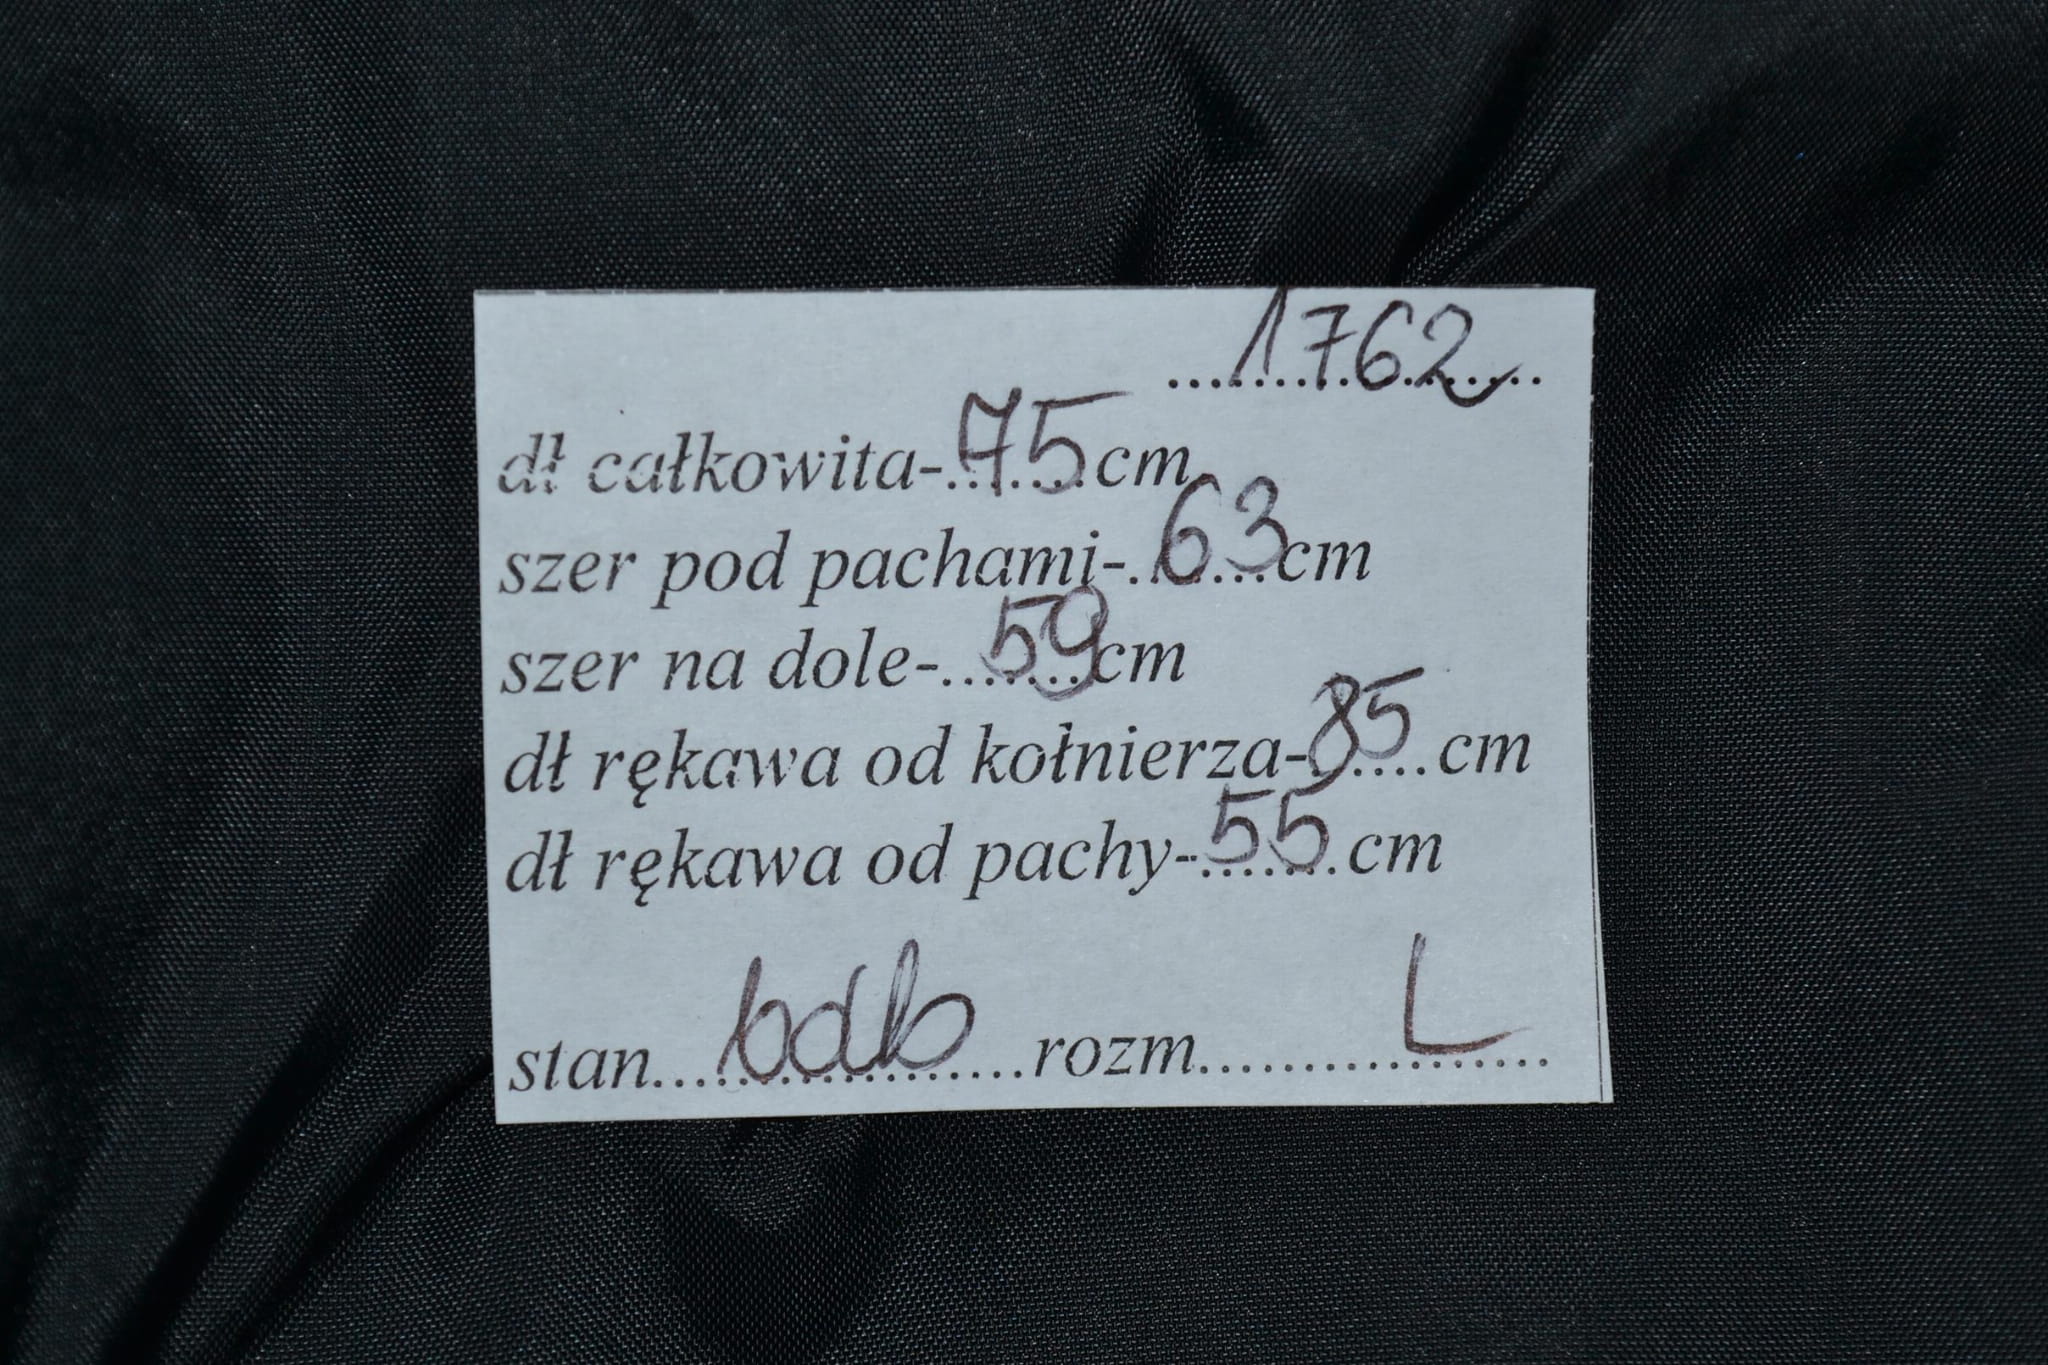 1762
dł całkowita-75cm
szer pod pachami-63cm
szer na dole-59cm
dł rękawa od kołnierza-85cm
dł rękawa od pachy-55cm
stan...bdb...rozm...L